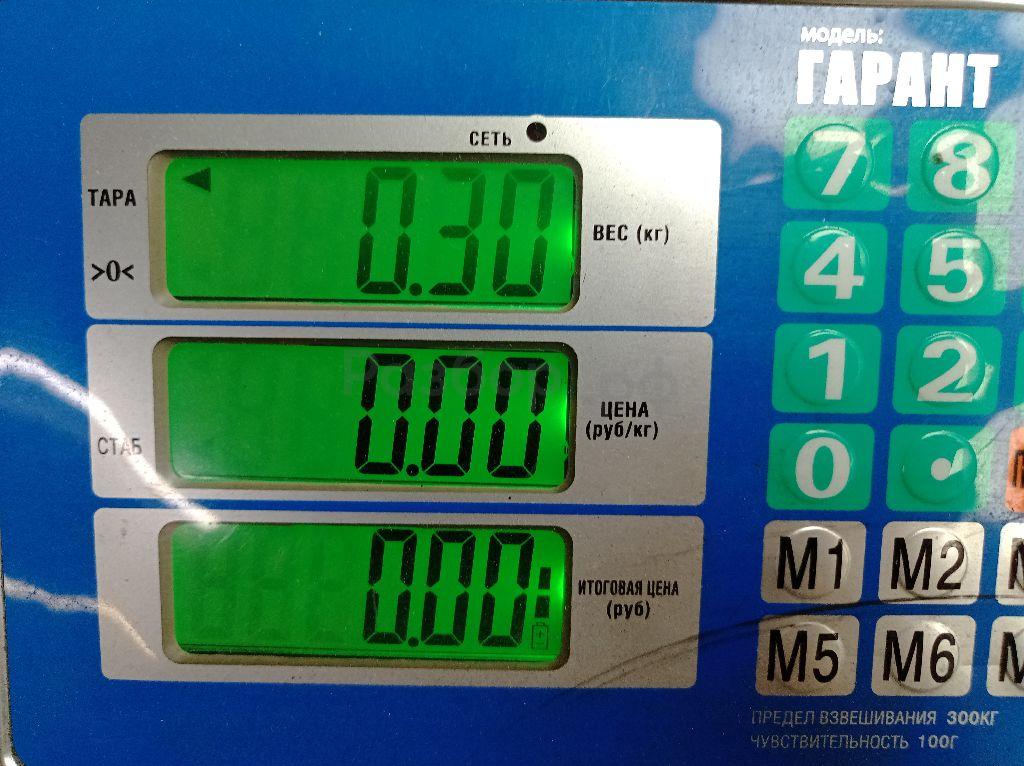 модель:
ГАРАНТ
СЕТЬ
ТАРА
0.30
ВЕС (кг)
>0<
0.00
ЦЕНА
(руб/кг)
СТАБ
0.00
ИТОГОВАЯ ЦЕНА
(руб)
7 8
4 5
1 2
0 .
M1 M2
M5 M6
ПРЕДЕЛ ВЗВЕШИВАНИЯ 300КГ
ЧУВСТВИТЕЛЬНОСТЬ 100Г